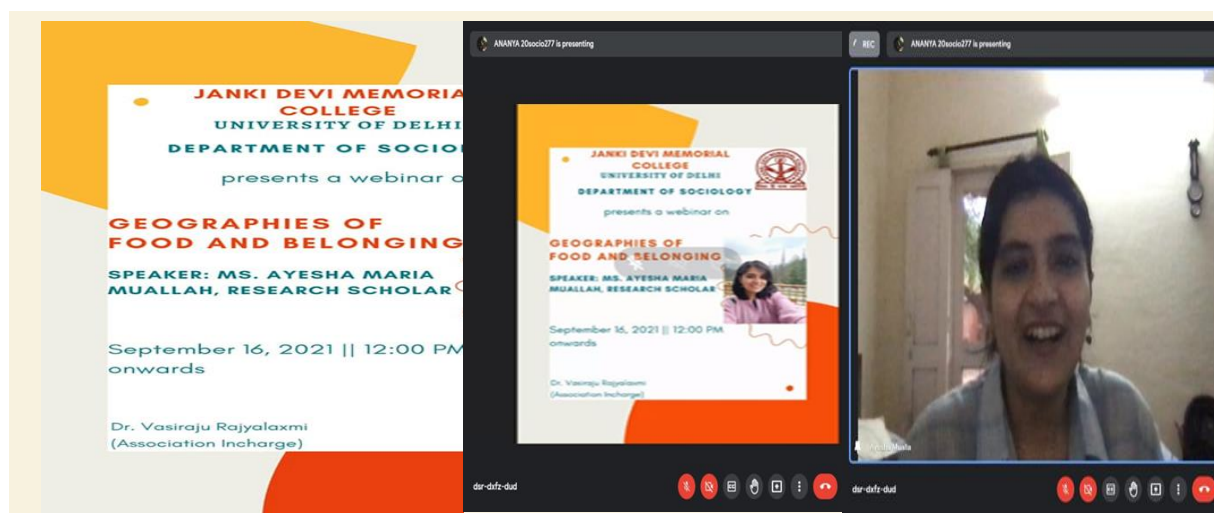 JANKI DEVI MEMORIA
COLLEGE
UNIVERSITY OF DELHI
DEPARTMENT OF SOCIO
presents a webinar o
GEOGRAPHIES OF
FOOD AND BELONGING
SPEAKER: MS. AYESHA MARIA
MUALLAH, RESEARCH SCHOLAR
September 16, 2021 || 12:00 PM
onwards
Dr. Vasiraju Rajyalaxmi
(Association Incharge)
ANANYA 20socio277 is presenting
JANKI DEVI MEMORIAL
COLLEGE
UNIVERSITY OF DELHI
DEPARTMENT OF SOCIOLOGY
presents a webinar on
GEOGRAPHIES OF
FOOD AND BELONGING
SPEAKER: MS. AYESHA MARIA
MUALLAH, RESEARCH SCHOLAR
September 16, 2021 || 12:00 PM
onwards
Dr. Vasiraju Rajyalaxmi
(Association Incharge)
dsr-dxfz-dud
REC
ANANYA 20socio277 is presenting
dsr-dxfz-dud